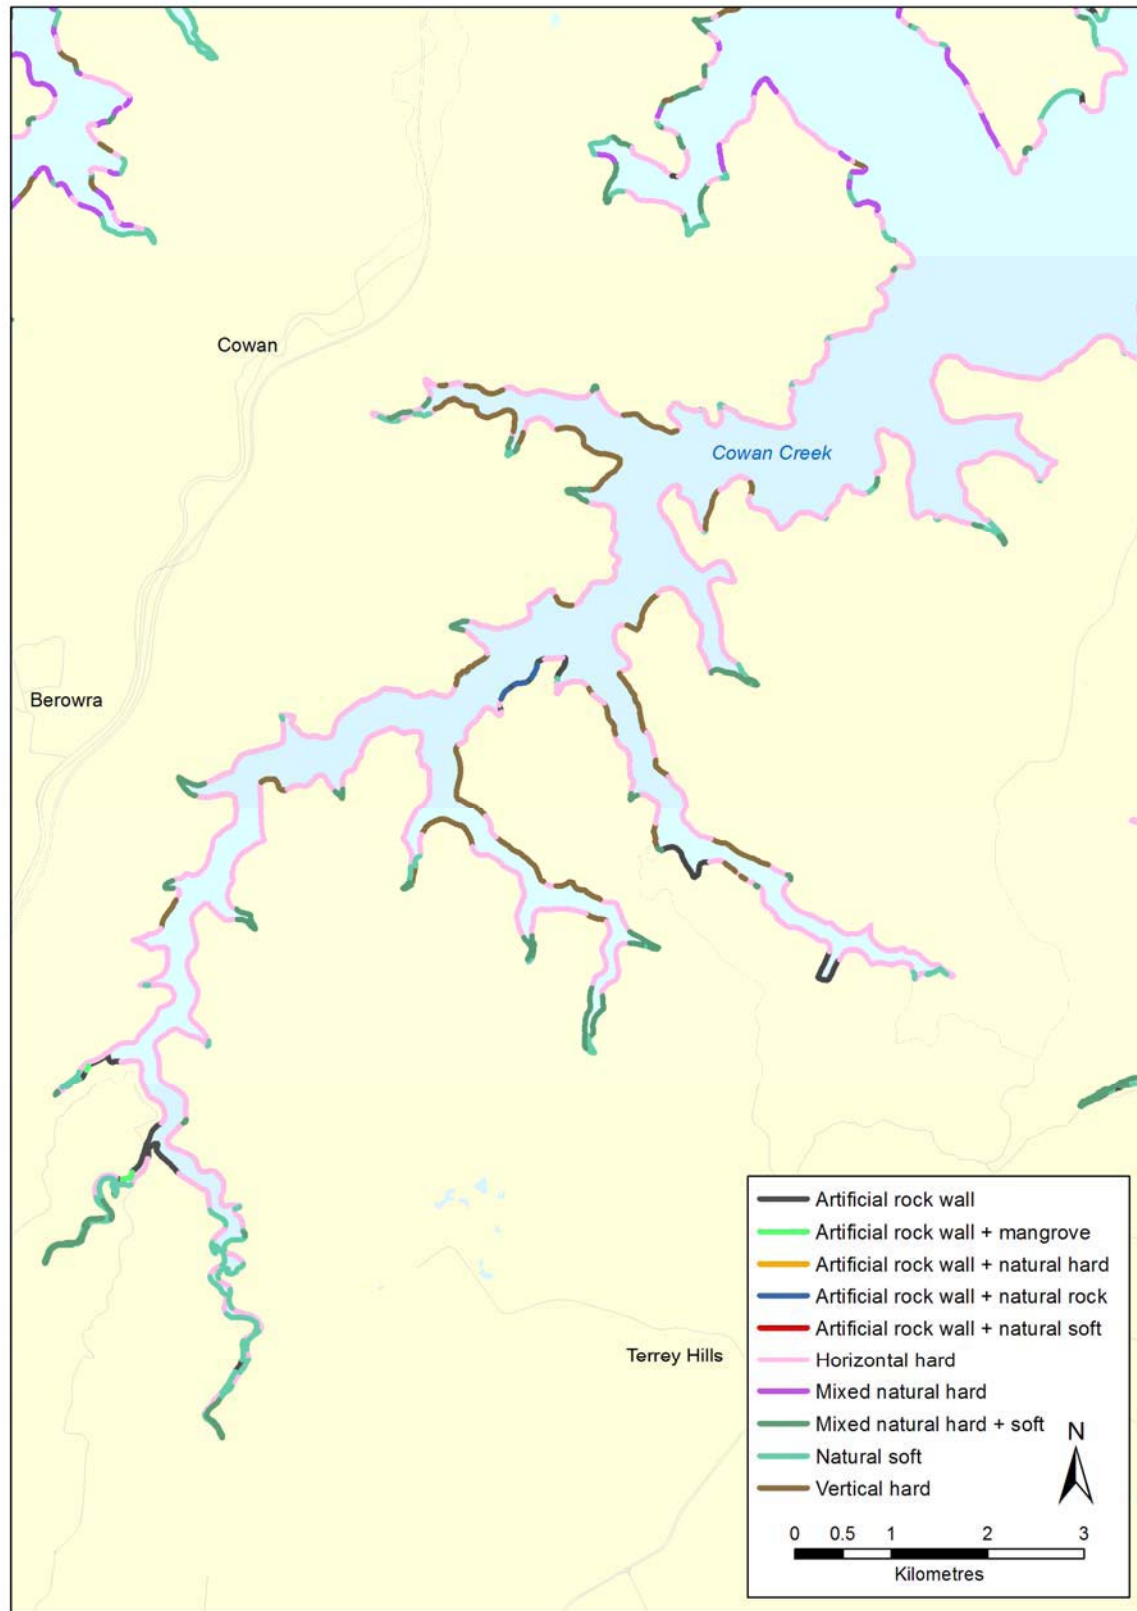 Cowan
Cowan Creek
Berowra
Terrey Hills
Artificial rock wall
Artificial rock wall + mangrove
Artificial rock wall + natural hard
Artificial rock wall + natural rock
Artificial rock wall + natural soft
Horizontal hard
Mixed natural hard
Mixed natural hard + soft
Natural soft
Vertical hard
N
0 0.5 1 2 3
Kilometres